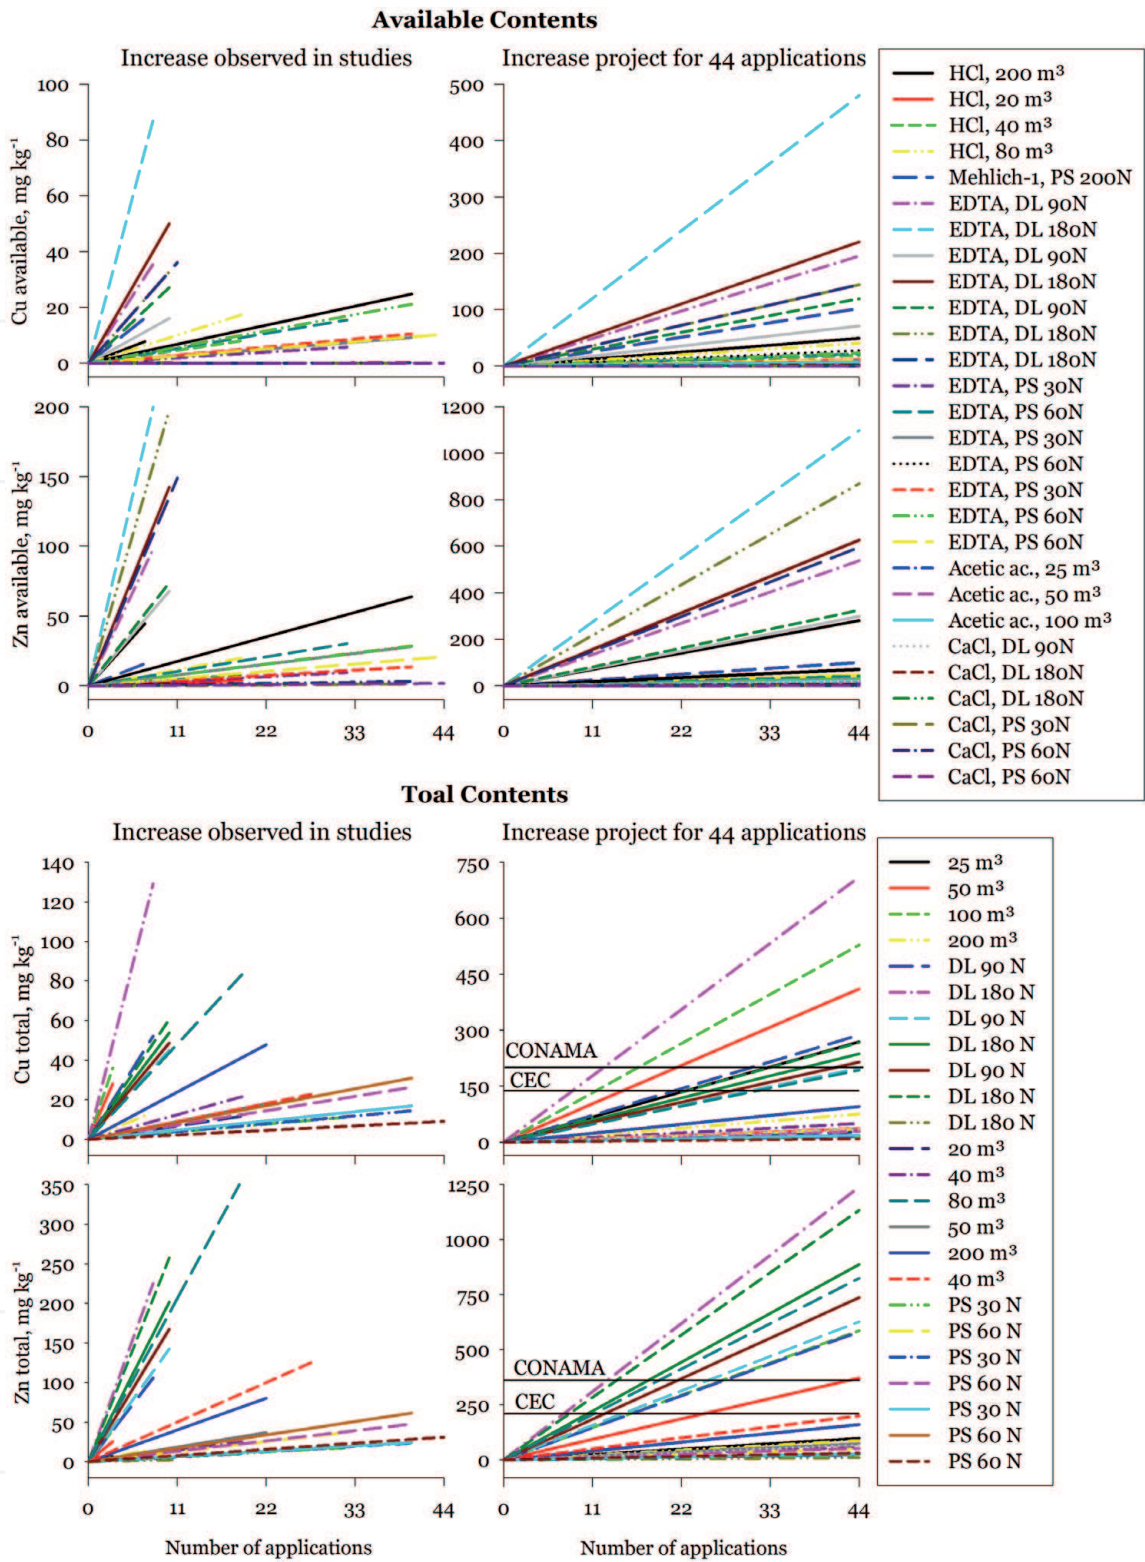 Available Contents
Increase observed in studies
Increase project for 44 applications
Cu available, mg kg-1
100
80
60
40
20
0
500
400
300
200
100
0
Zn available, mg kg-1
200
150
100
50
0
0 11 22 33 44
1200
1000
800
600
400
200
0
0 11 22 33 44
HCl, 200 m³
HCl, 20 m³
HCl, 40 m³
HCl, 80 m³
Mehlich-1, PS 200N
EDTA, DL 90N
EDTA, DL 180N
EDTA, DL 90N
EDTA, DL 180N
EDTA, DL 90N
EDTA, DL 180N
EDTA, DL 180N
EDTA, PS 30N
EDTA, PS 60N
EDTA, PS 30N
EDTA, PS 60N
EDTA, PS 30N
EDTA, PS 60N
EDTA, PS 60N
Acetic ac., 25 m³
Acetic ac., 50 m³
Acetic ac., 100 m³
CaCl, DL 90N
CaCl, DL 180N
CaCl, DL 180N
CaCl, PS 30N
CaCl, PS 60N
CaCl, PS 60N
Toal Contents
Increase observed in studies
Increase project for 44 applications
Cu total, mg kg-1
140
120
100
80
60
40
20
0
750
600
450
300
150
0
CONAMA
CEC
Zn total, mg kg-1
350
300
250
200
150
100
50
0
0 11 22 33 44
Number of applications
1250
1000
750
500
250
0
CONAMA
CEC
0 11 22 33 44
Number of applications
25 m³
50 m³
100 m³
200 m³
DL 90 N
DL 180 N
DL 90 N
DL 180 N
DL 90 N
DL 180 N
DL 180 N
20 m³
40 m³
80 m³
50 m³
200 m³
40 m³
PS 30 N
PS 60 N
PS 30 N
PS 60 N
PS 30 N
PS 60 N
PS 60 N